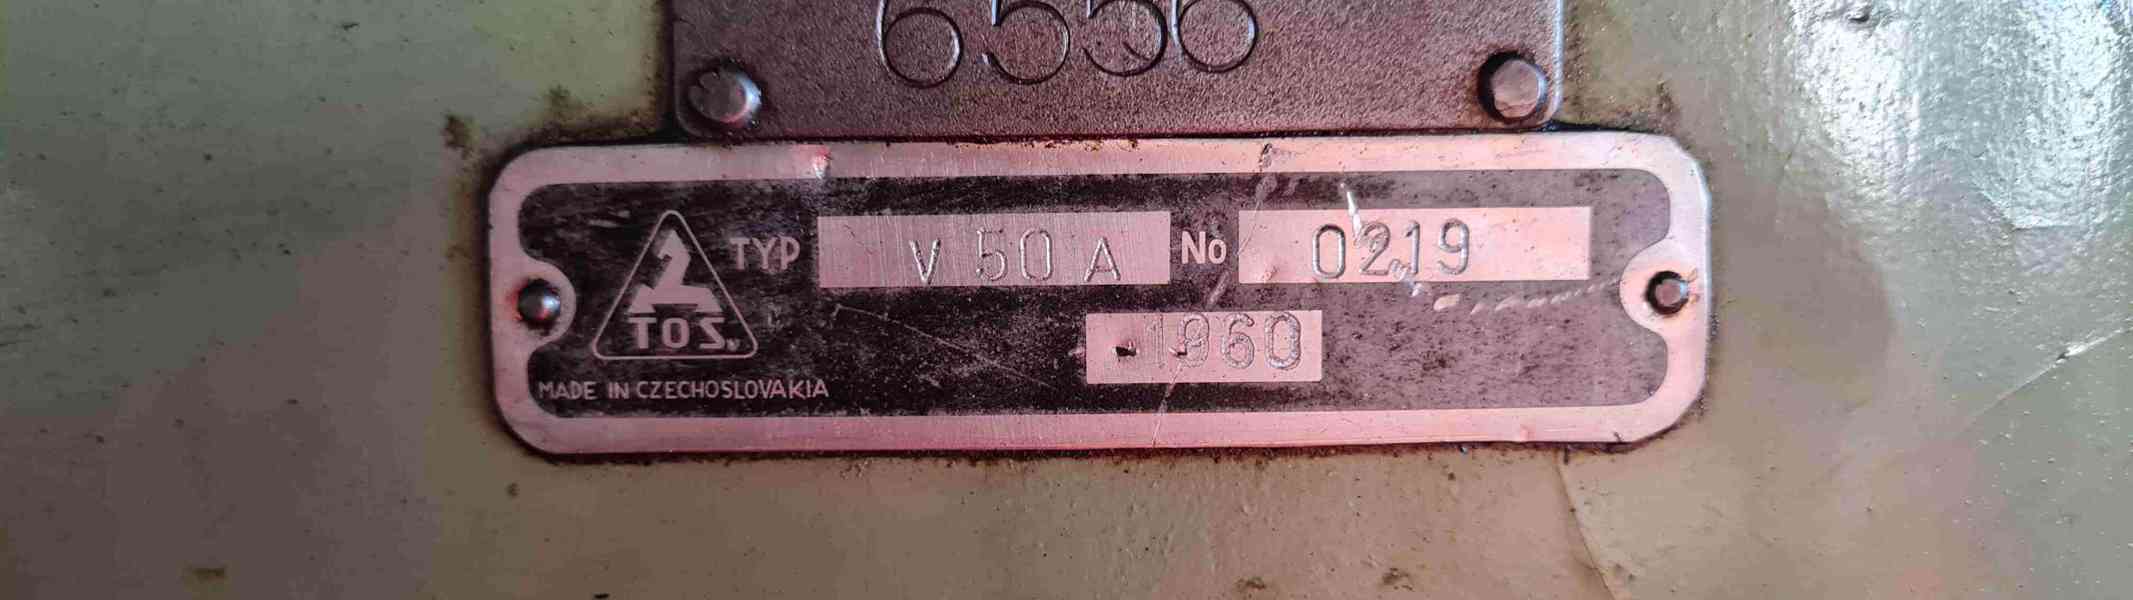 6556
TYP V 50 A No 0219
TOS
1960
MADE IN CZECHOSLOVAKIA